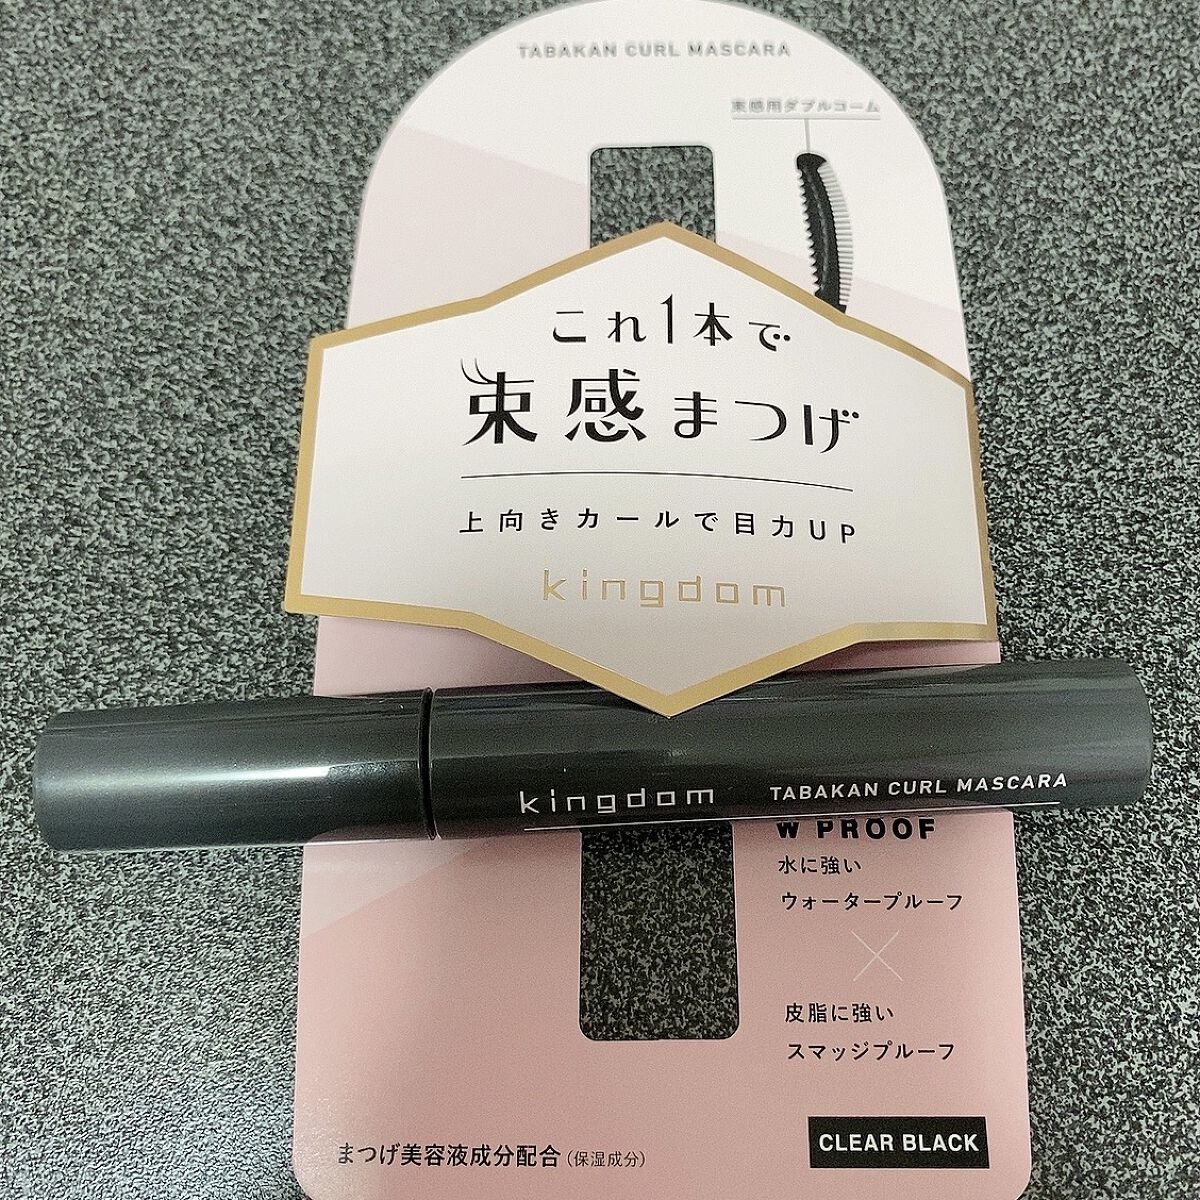 TABAKAN CURL MASCARA
束感用ダブルコーム
これ1本で
束感まつげ
上向きカールで目力UP
kingdom
kingdom TABAKAN CURL MASCARA
W PROOF
水に強い
ウォータープルーフ
×
皮脂に強い
スマッジプルーフ
まつげ美容液成分配合(保湿成分)
CLEAR BLACK